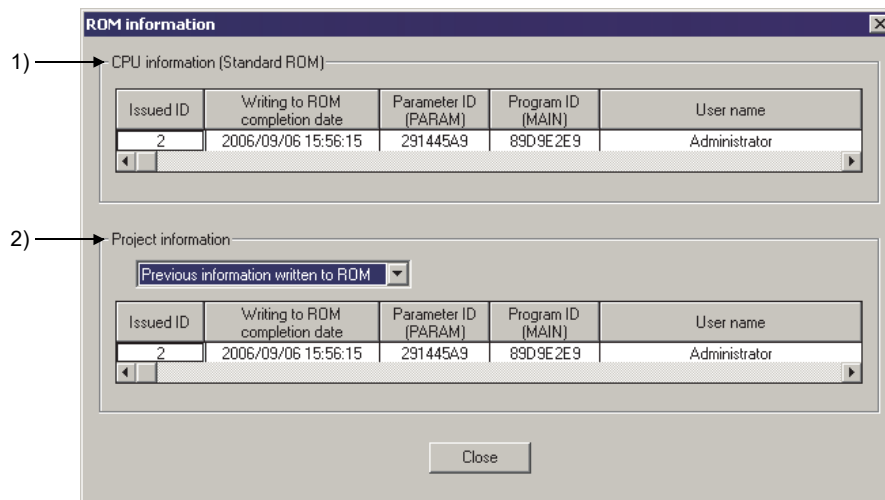 ROM information
1)
CPU information (Standard ROM)
Issued ID Writing to ROM completion date Parameter ID (PARAM) Program ID (MAIN) User name
2 2006/09/06 15:56:15 291445A9 89D9E2E9 Administrator
2)
Project information
Previous information written to ROM
Issued ID Writing to ROM completion date Parameter ID (PARAM) Program ID (MAIN) User name
2 2006/09/06 15:56:15 291445A9 89D9E2E9 Administrator
Close